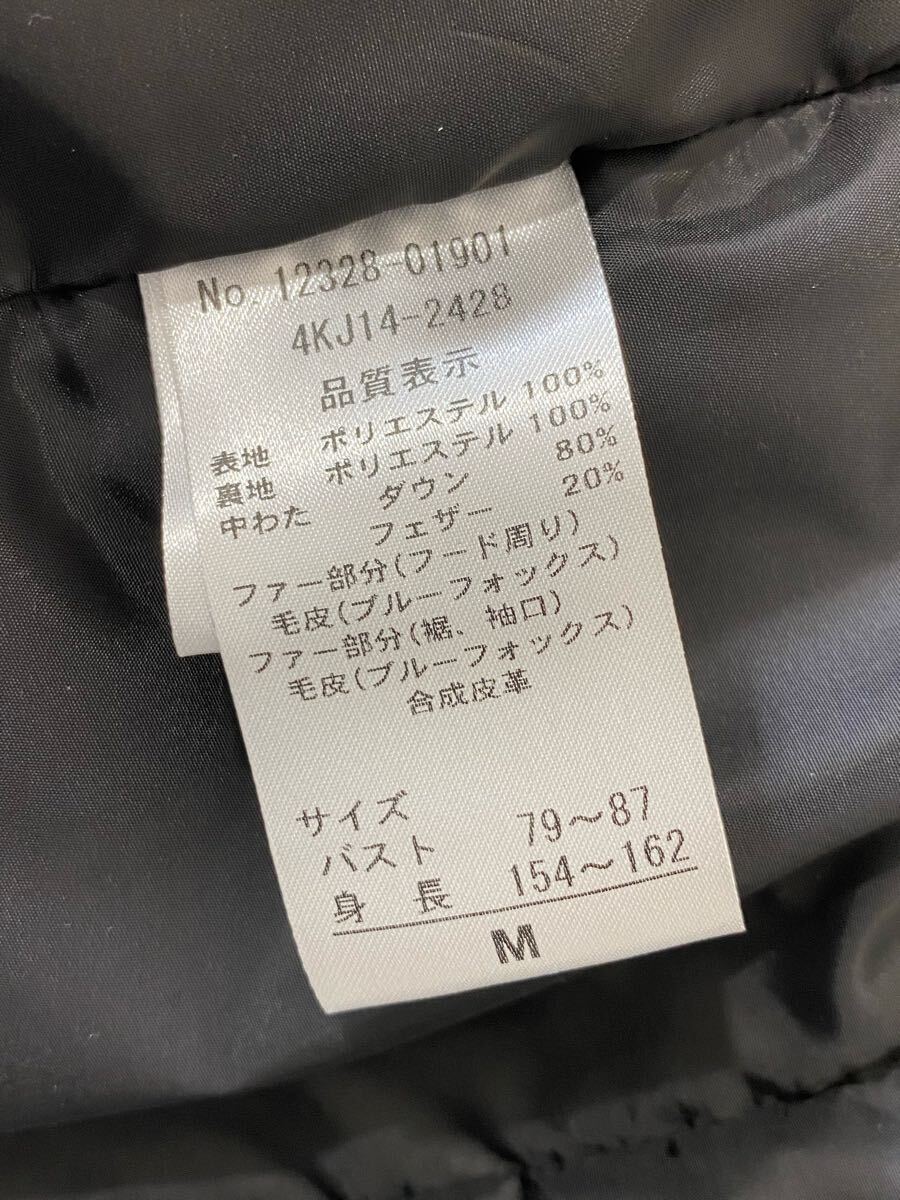 No. 12328-01901
4KJ14-2428
品質表示
表地 ポリエステル 100%
裏地 ポリエステル 100%
中わた ダウン 80%
フェザー 20%
ファー部分(フード周り)
毛皮(ブルーフォックス)
ファー部分(裾、袖口)
毛皮(ブルーフォックス)
合成皮革
サイズ
バスト 79～87
身 長 154～162
M